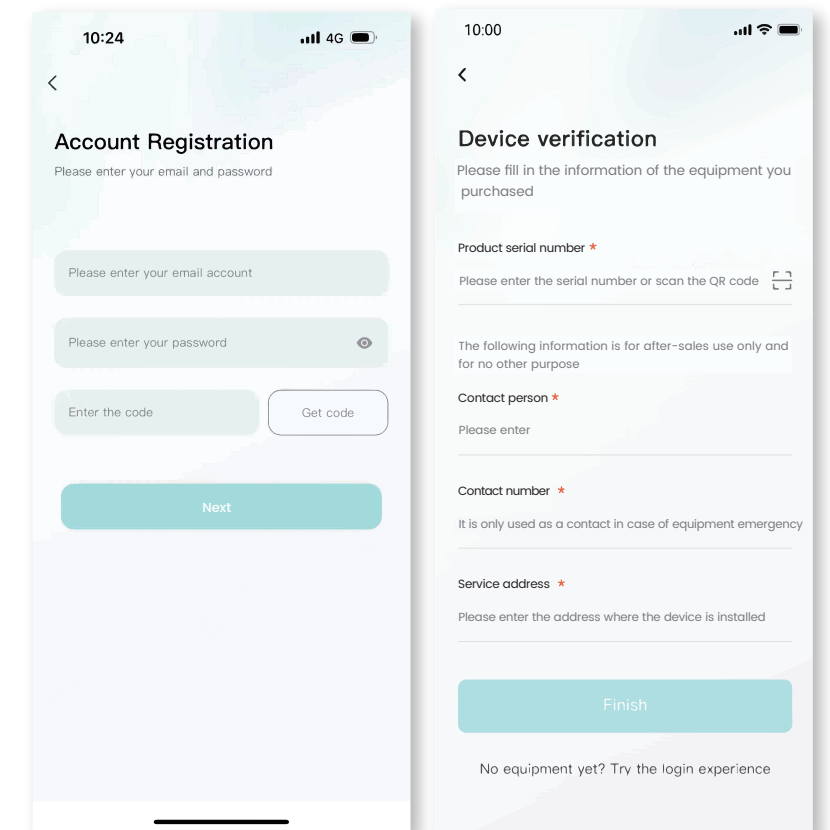 10:24
4G
Account Registration
Please enter your email and password
Please enter your email account
Please enter your password
Enter the code
Get code
Next
10:00
Device verification
Please fill in the information of the equipment you
purchased
Product serial number *
Please enter the serial number or scan the QR code
The following information is for after-sales use only and
for no other purpose
Contact person *
Please enter
Contact number *
It is only used as a contact in case of equipment emergency
Service address *
Please enter the address where the device is installed
Finish
No equipment yet? Try the login experience